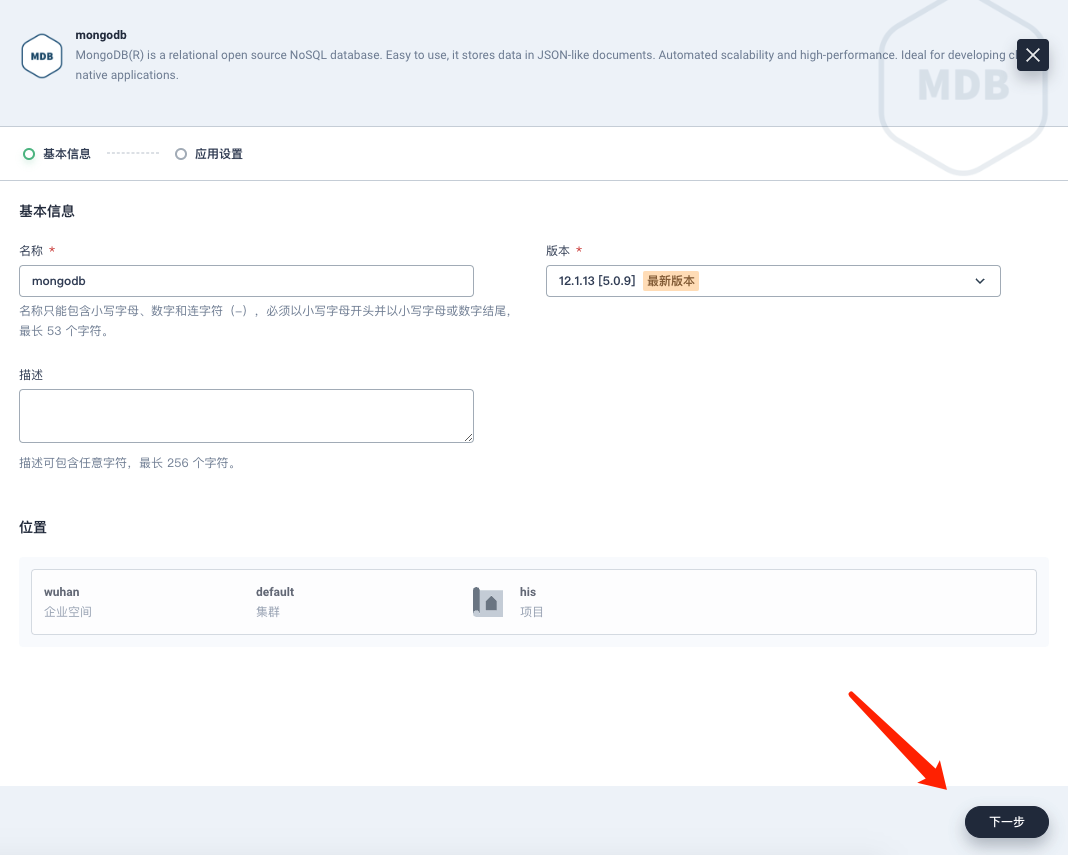 MDB
mongodb
MongoDB(R) is a relational open source NoSQL database. Easy to use, it stores data in JSON-like documents. Automated scalability and high-performance. Ideal for developing cl
native applications.
MDB
基本信息
应用设置
基本信息
名称 *
版本 *
mongodb
12.1.13 [5.0.9] 最新版本
名称只能包含小写字母、数字和连字符（-），必须以小写字母开头并以小写字母或数字结尾，
最长 53 个字符。
描述
描述可包含任意字符，最长 256 个字符。
位置
wuhan
企业空间
default
集群
his
项目
下一步